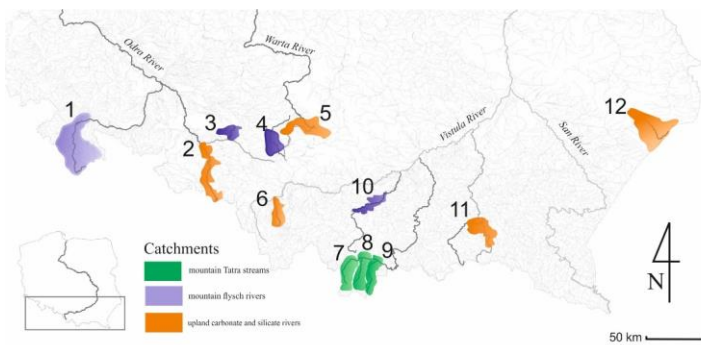 Odra River
Warta River
1
2
3
4
5
12
Vistula River
San River
10
6
11
7
8
9
Catchments
mountain Tatra streams
mountain flysch rivers
upland carbonate and silicate rivers
N
50 km